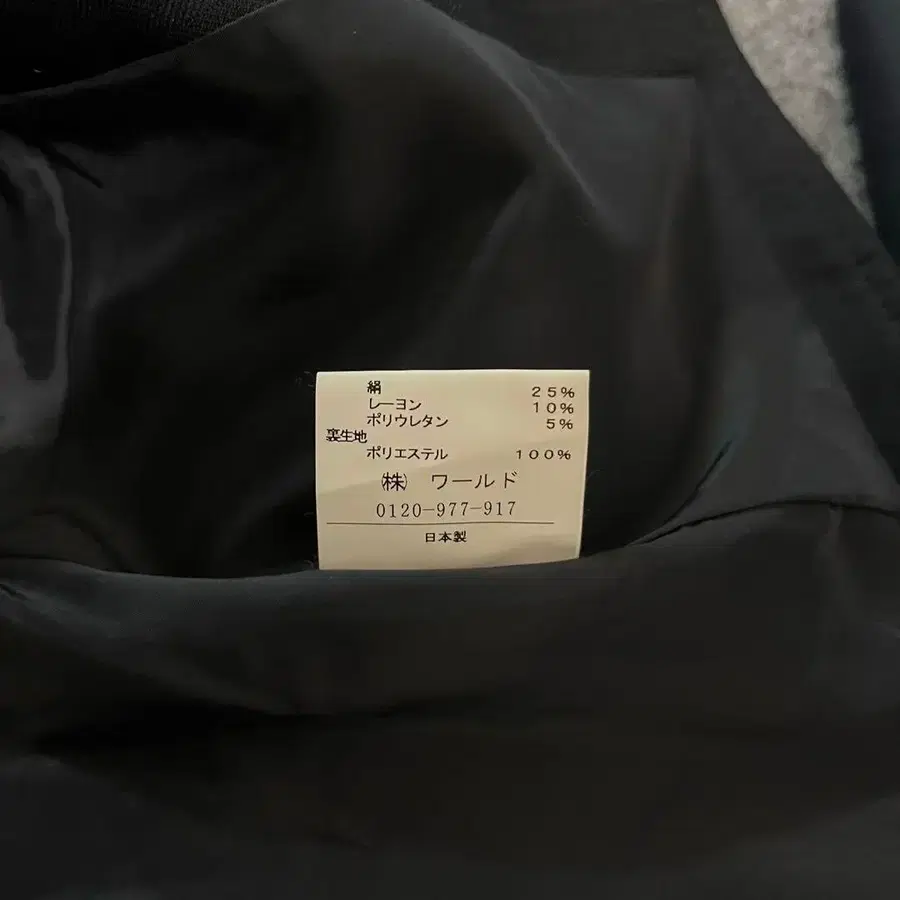 絹 25%
レーヨン 10%
ポリウレタン 5%
裏生地
ポリエステル 100%
㈱ ワールド
0120-977-917
日本製